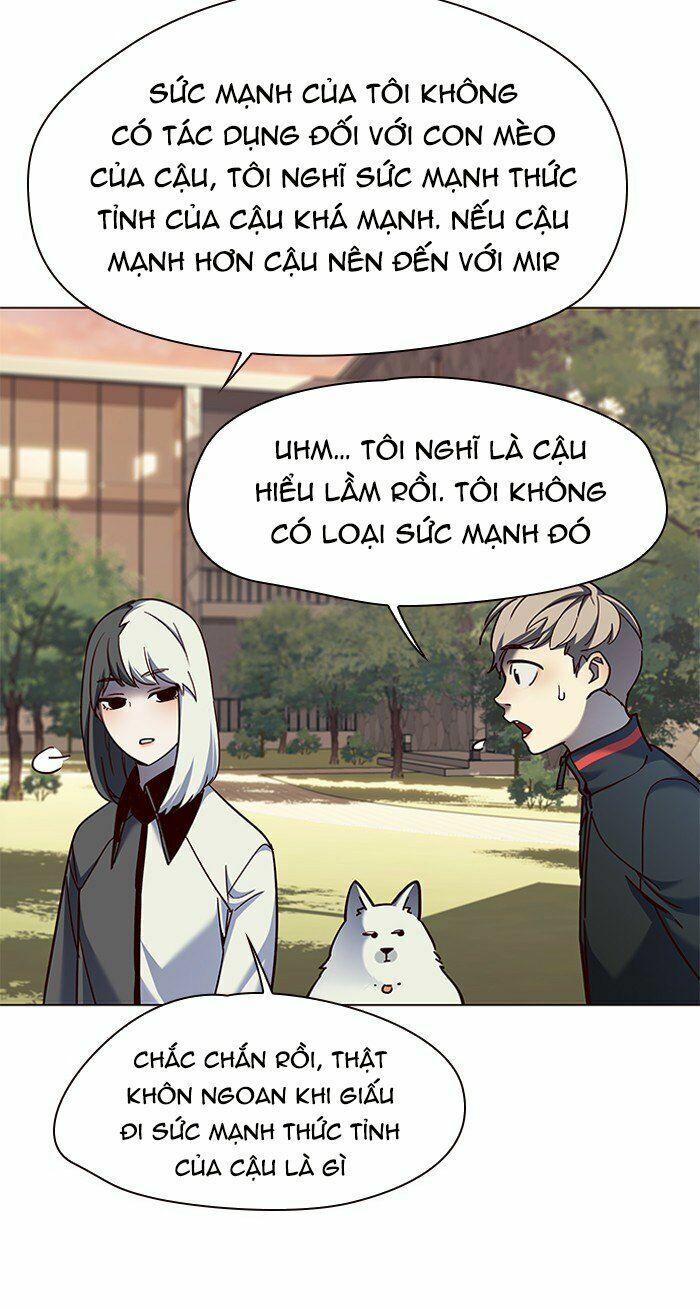 SỨC MẠNH CỦA TÔI KHÔNG
CÓ TÁC DỤNG ĐỐI VỚI CON MÈO
CỦA CẬU, TÔI NGHĨ SỨC MẠNH THỨC
TỈNH CỦA CẬU KHÁ MẠNH. NẾU CẬU
MẠNH HƠN CẬU NÊN ĐẾN VỚI MIR
UHM... TÔI NGHĨ LÀ CẬU
HIỂU LẦM RỒI. TÔI KHÔNG
CÓ LOẠI SỨC MẠNH ĐÓ
CHẮC CHẮN RỒI, THẬT
KHÔN NGOAN KHI GIẤU
ĐI SỨC MẠNH THỨC TỈNH
CỦA CẬU LÀ GÌ